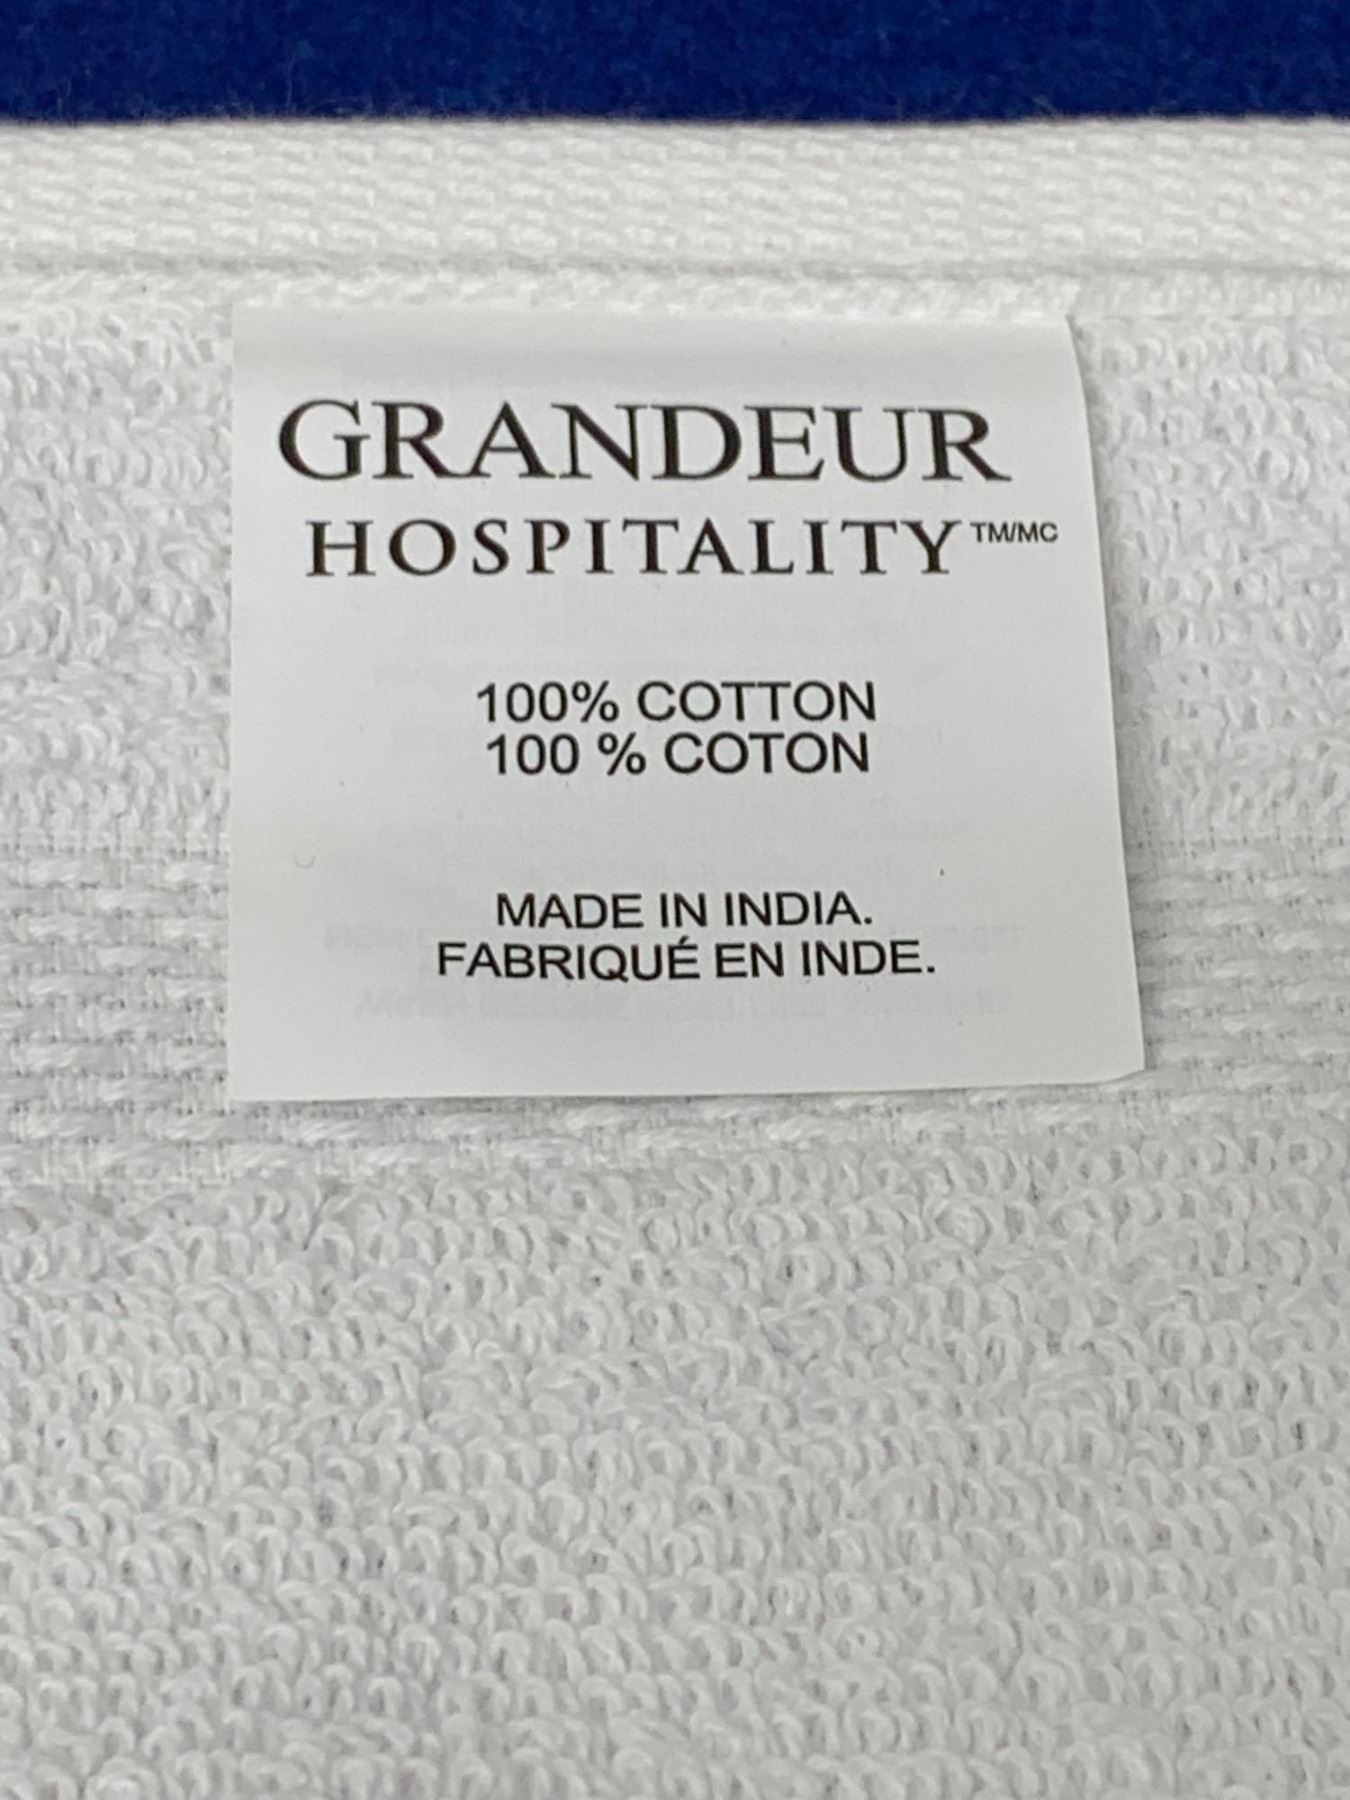 GRANDEUR
HOSPITALITY™/MC
100% COTTON
100 % COTON
MADE IN INDIA.
FABRIQUÉ EN INDE.